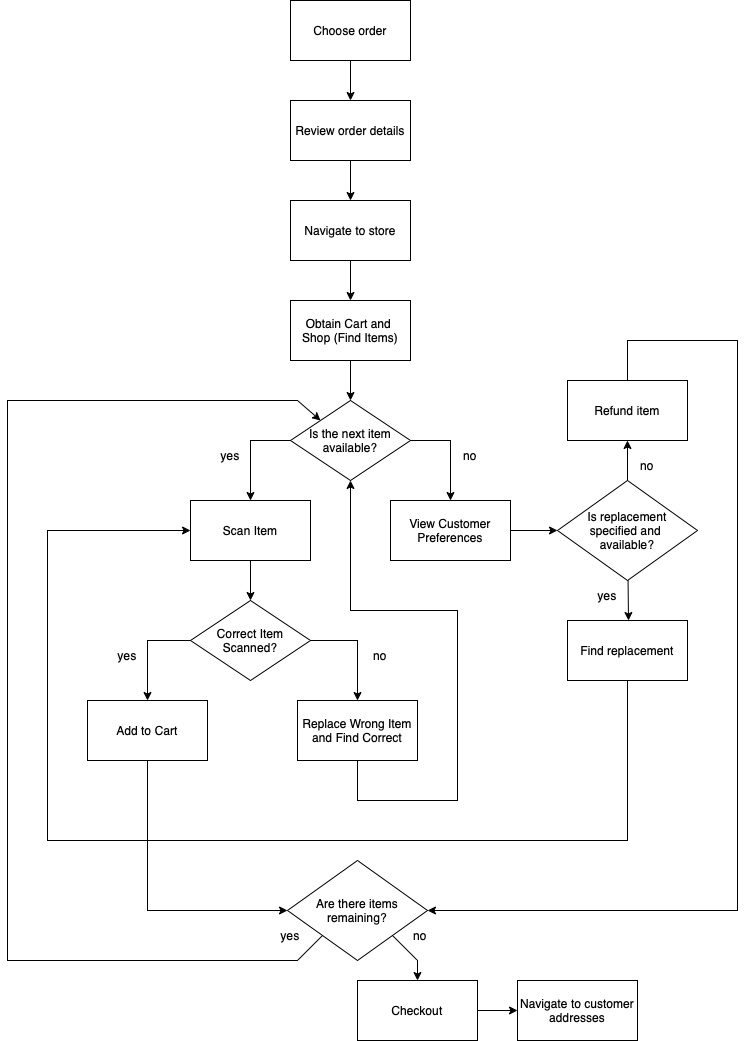 Choose order
Review order details
Navigate to store
Obtain Cart and
Shop (Find Items)
Refund item
Is the next item
available?
yes
no
no
Scan Item
View Customer
Preferences
Is replacement
specified and
available?
yes
Correct Item
Scanned?
yes
no
Find replacement
Add to Cart
Replace Wrong Item
and Find Correct
Are there items
remaining?
yes
no
Checkout
Navigate to customer
addresses